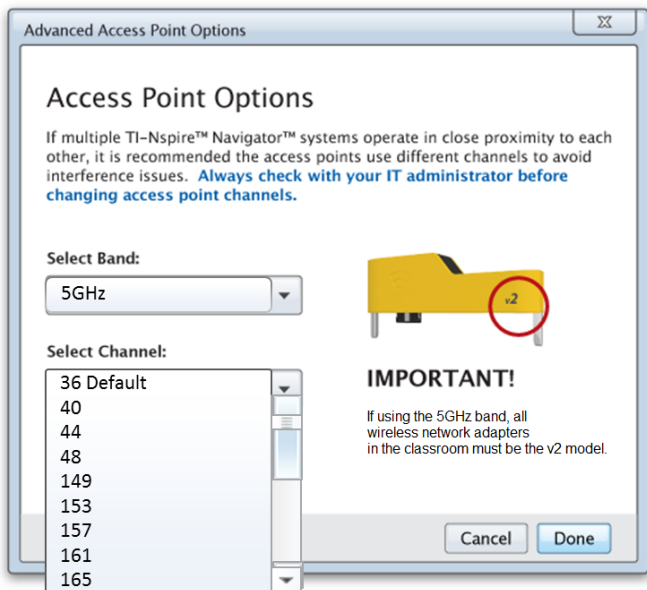 Advanced Access Point Options
Access Point Options
If multiple TI–Nspire™ Navigator™ systems operate in close proximity to each
other, it is recommended the access points use different channels to avoid
interference issues. Always check with your IT administrator before
changing access point channels.
Select Band:
5GHz
v2
Select Channel:
36 Default
40
44
48
149
153
157
161
165
IMPORTANT!
If using the 5GHz band, all
wireless network adapters
in the classroom must be the v2 model.
Cancel
Done